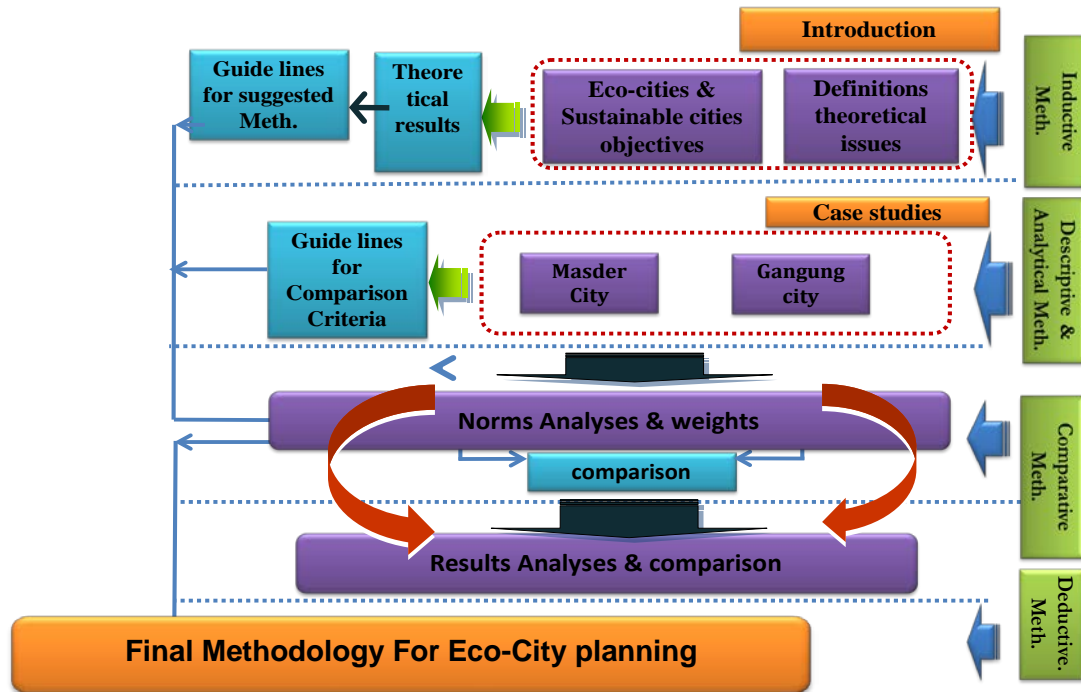 Introduction
Guide lines
for suggested
Meth.
Theore
tical
results
Eco-cities &
Sustainable cities
objectives
Definitions
theoretical
issues
Inductive
Meth.
Case studies
Guide lines
for
Comparison
Criteria
Masder
City
Gangung
city
Descriptive &
Analytical Meth.
Norms Analyses & weights
comparison
Comparative
Meth.
Results Analyses & comparison
Deductive.
Meth.
Final Methodology For Eco-City planning